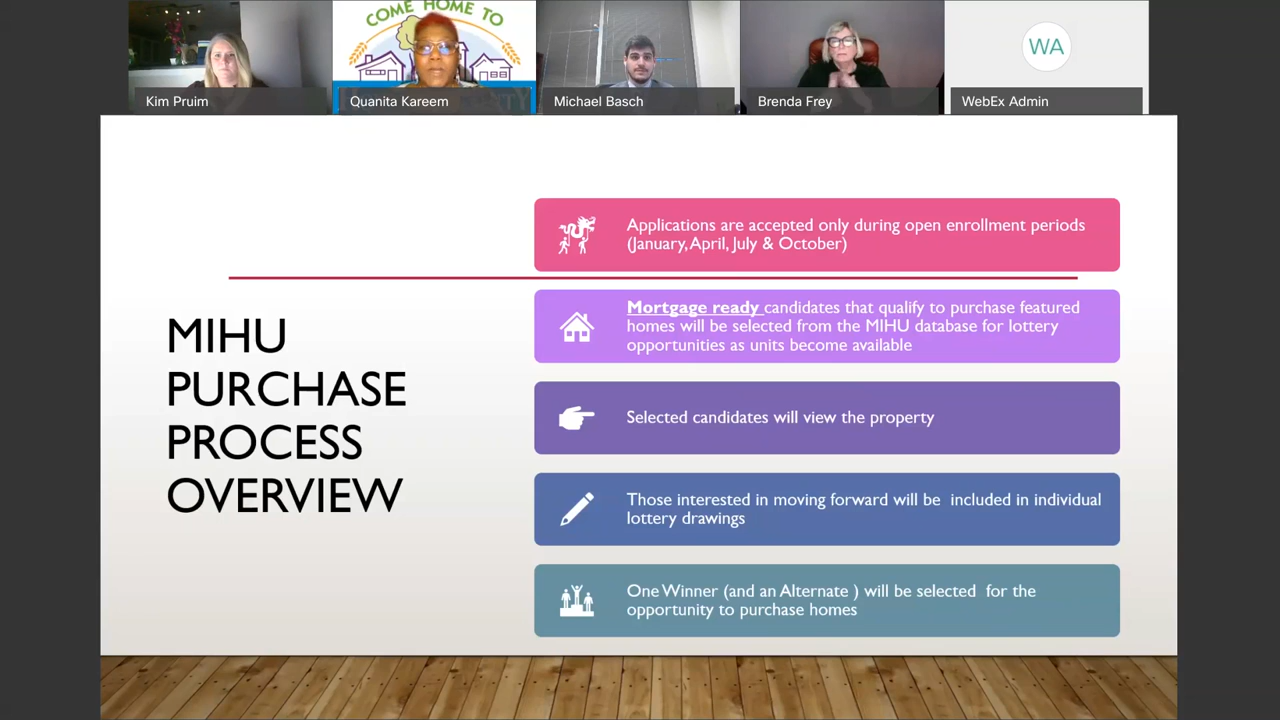 COME HOME TO
Kim Pruim
Quanita Kareem
Michael Basch
Brenda Frey
WA
WebEx Admin
MIHU
PURCHASE
PROCESS
OVERVIEW
Applications are accepted only during open enrollment periods
(January, April, July & October)
Mortgage ready candidates that qualify to purchase featured
homes will be selected from the MIHU database for lottery
opportunities as units become available
Selected candidates will view the property
Those interested in moving forward will be  included in individual
lottery drawings
One Winner (and an Alternate ) will be selected  for the
opportunity to purchase homes